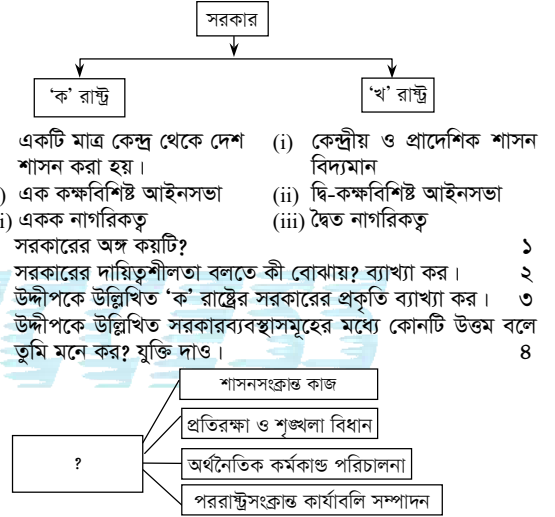 সরকার
‘ক’ রাষ্ট্র
‘খ’ রাষ্ট্র
একটি মাত্র কেন্দ্র থেকে দেশ
শাসন করা হয়।
) এক কক্ষবিশিষ্ট আইনসভা
i) একক নাগরিকত্ব
(i) কেন্দ্রীয় ও প্রাদেশিক শাসন
বিদ্যমান
(ii) দ্বি-কক্ষবিশিষ্ট আইনসভা
(iii) দ্বৈত নাগরিকত্ব
সরকারের অঙ্গ কয়টি? ১
সরকারের দায়িত্বশীলতা বলতে কী বোঝায়? ব্যাখ্যা কর। ২
উদ্দীপকে উল্লিখিত ‘ক’ রাষ্ট্রের সরকারের প্রকৃতি ব্যাখ্যা কর। ৩
উদ্দীপকে উল্লিখিত সরকারব্যবস্থাসমূহের মধ্যে কোনটি উত্তম বলে
তুমি মনে কর? যুক্তি দাও। ৪
শাসনসংক্রান্ত কাজ
প্রতিরক্ষা ও শৃঙ্খলা বিধান
?
অর্থনৈতিক কর্মকাণ্ড পরিচালনা
পররাষ্ট্রসংক্রান্ত কার্যাবলি সম্পাদন